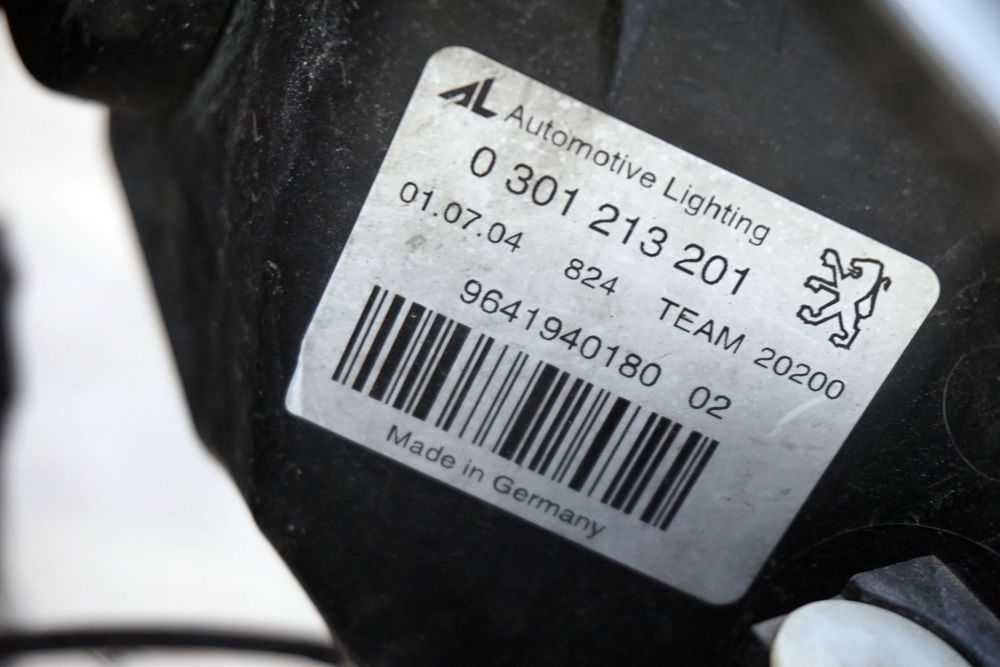 AL Automotive Lighting
0 301 213 201
01.07.04 824 TEAM 20200
9641940180 02
Made in Germany